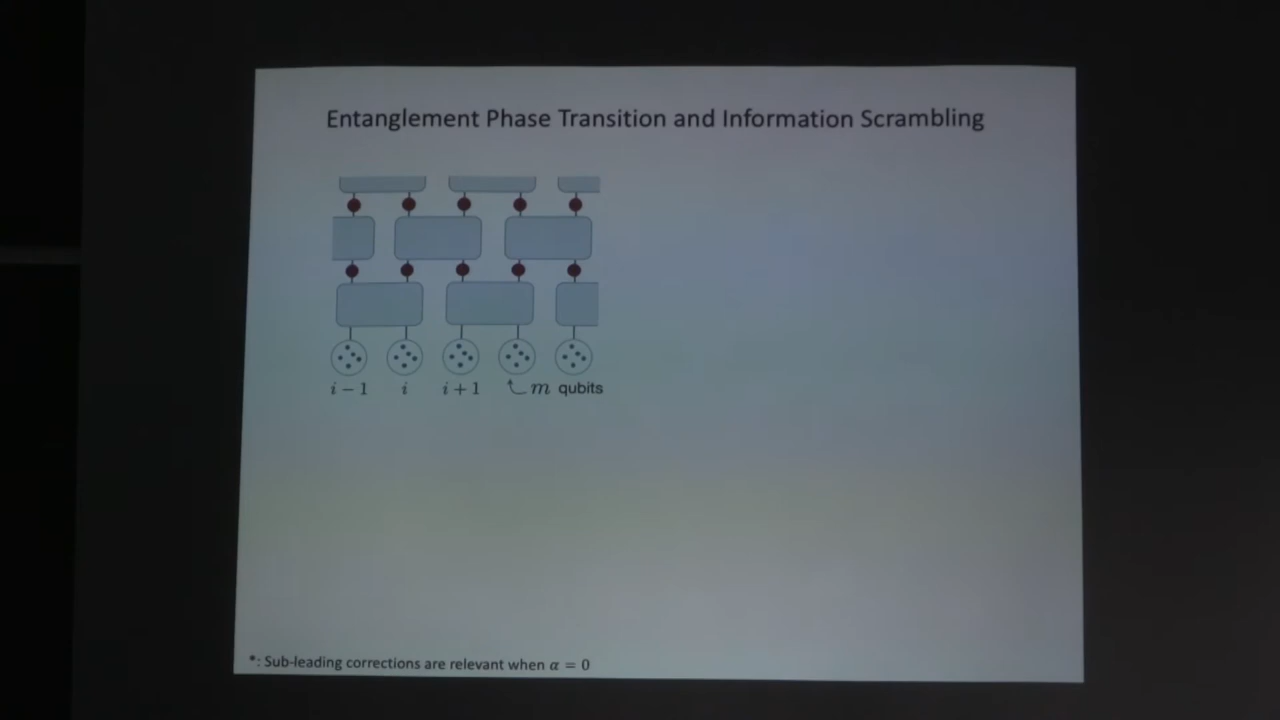 Entanglement Phase Transition and Information Scrambling
i − 1 i i + 1 m qubits
*: Sub-leading corrections are relevant when α = 0